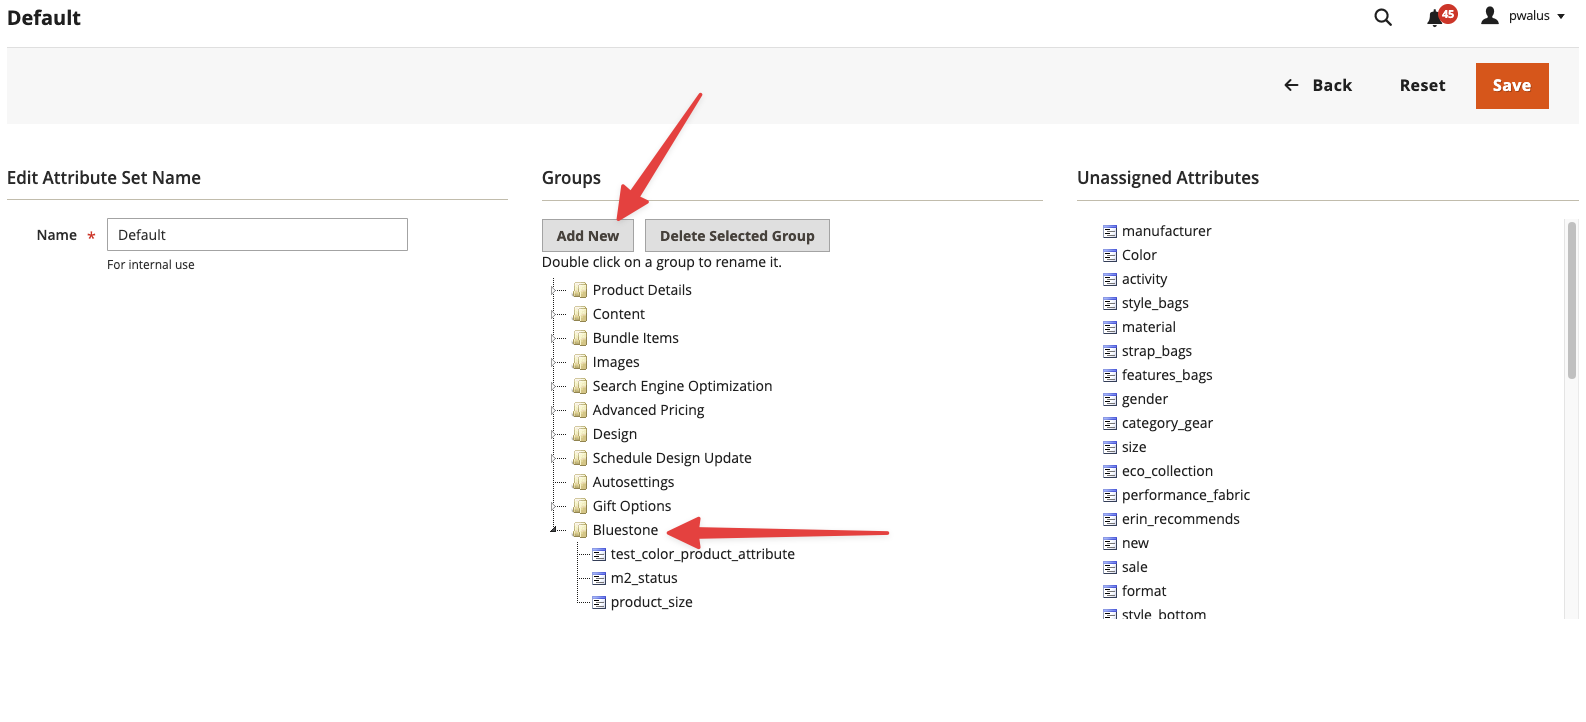 Default
45
pwalus
Back
Reset
Save
Edit Attribute Set Name
Name *
Default
For internal use
Groups
Add New
Delete Selected Group
Double click on a group to rename it.
Product Details
Content
Bundle Items
Images
Search Engine Optimization
Advanced Pricing
Design
Schedule Design Update
Autosettings
Gift Options
Bluestone
test_color_product_attribute
m2_status
product_size
Unassigned Attributes
manufacturer
Color
activity
style_bags
material
strap_bags
features_bags
gender
category_gear
size
eco_collection
performance_fabric
erin_recommends
new
sale
format
style_bottom